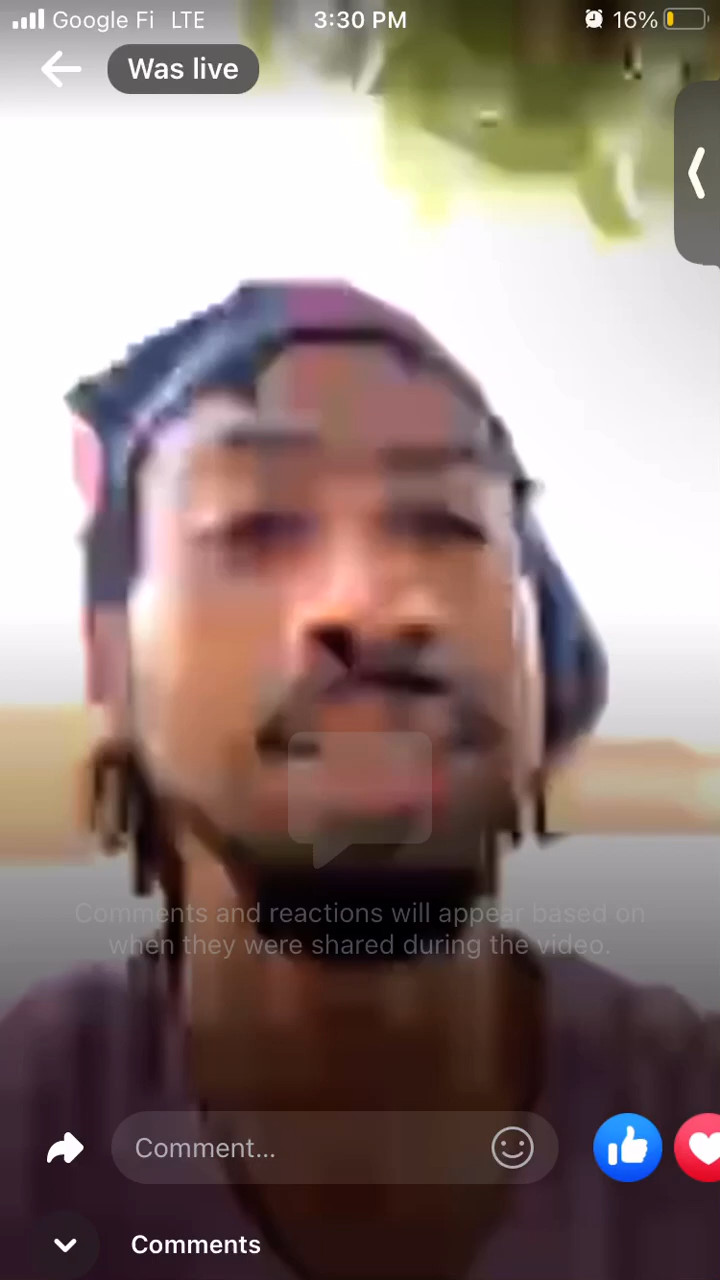 Google Fi LTE 3:30 PM 16%
Was live
Comments and reactions will appear based on
when they were shared during the video.
Comment...
Comments